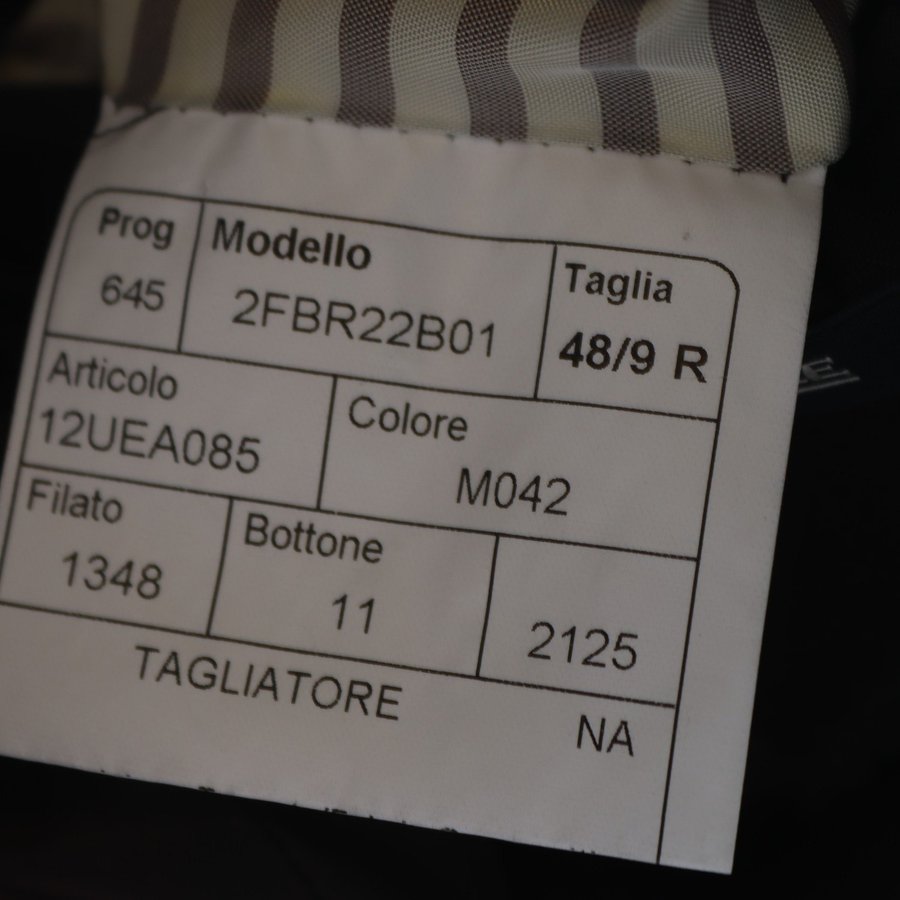 Prog Modello Taglia
645 2FBR22B01 48/9 R
Articolo Colore
12UEA085 M042
Filato Bottone
1348 11 2125
TAGLIATORE NA